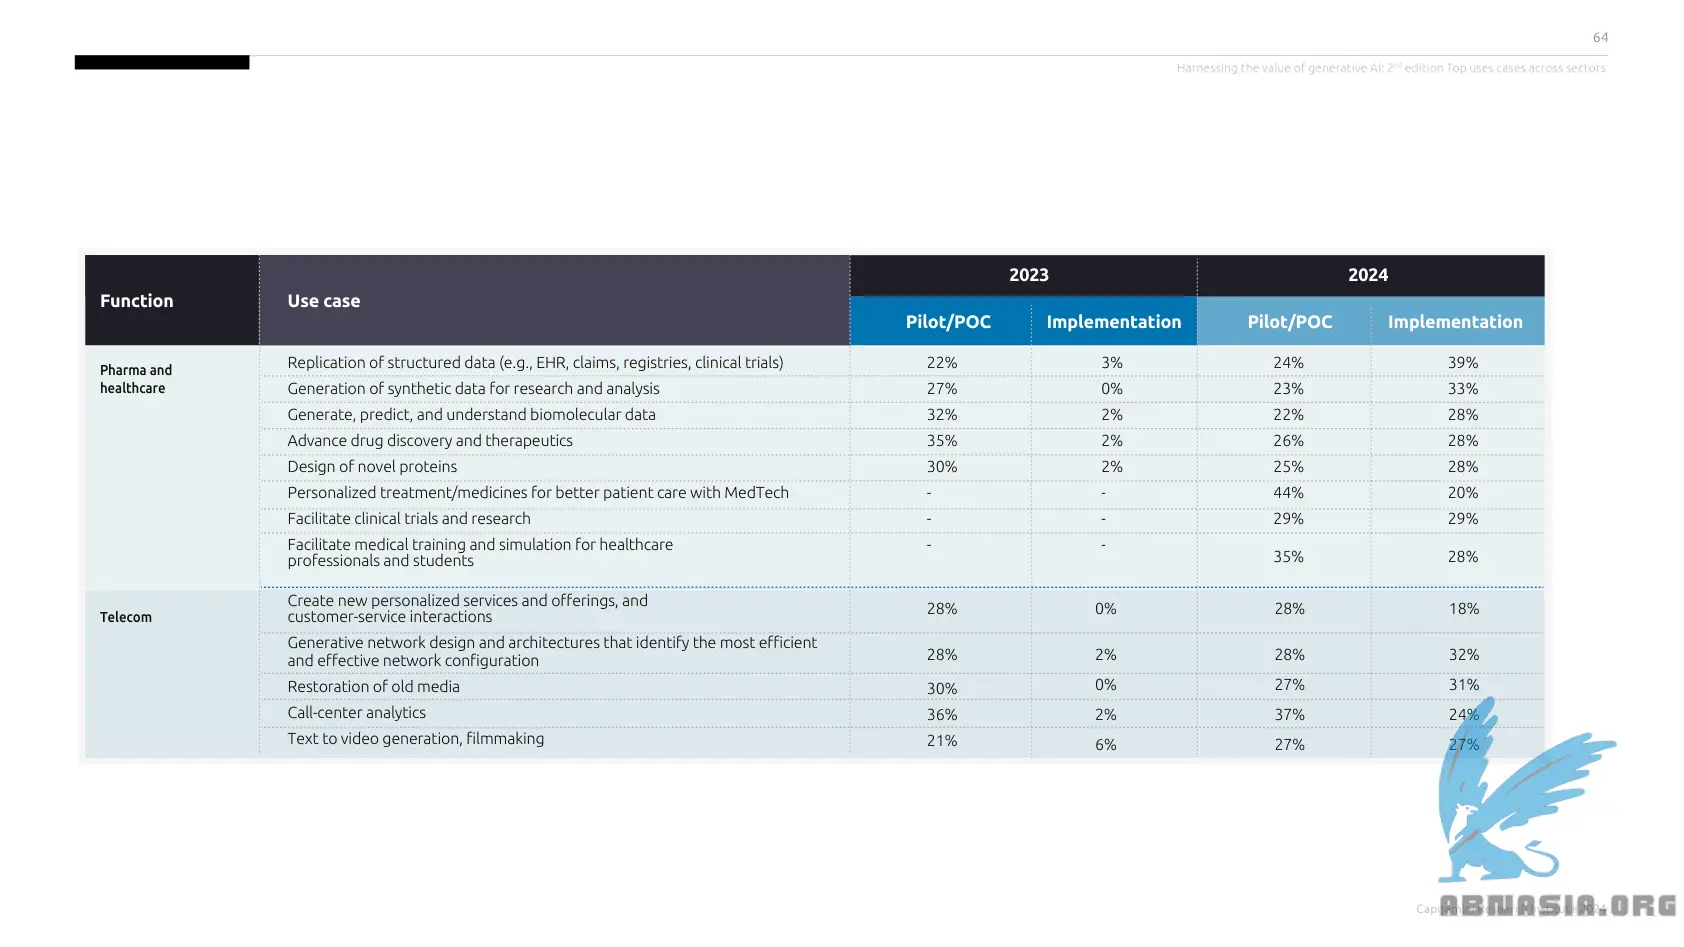 64
Harnessing the value of generative Ai: 2nd edition Top uses cases across sectors
Function Use case 2023 2024
Pilot/POC Implementation Pilot/POC Implementation
Pharma and
healthcare
Replication of structured data (e.g., EHR, claims, registries, clinical trials) 22% 3% 24% 39%
Generation of synthetic data for research and analysis 27% 0% 23% 33%
Generate, predict, and understand biomolecular data 32% 2% 22% 28%
Advance drug discovery and therapeutics 35% 2% 26% 28%
Design of novel proteins 30% 2% 25% 28%
Personalized treatment/medicines for better patient care with MedTech - - 44% 20%
Facilitate clinical trials and research - - 29% 29%
Facilitate medical training and simulation for healthcare
professionals and students - - 35% 28%
Telecom
Create new personalized services and offerings, and
customer-service interactions 28% 0% 28% 18%
Generative network design and architectures that identify the most efficient
and effective network configuration 28% 2% 28% 32%
Restoration of old media 30% 0% 27% 31%
Call-center analytics 36% 2% 37% 24%
Text to video generation, filmmaking 21% 6% 27% 27%
ABNASIA.ORG